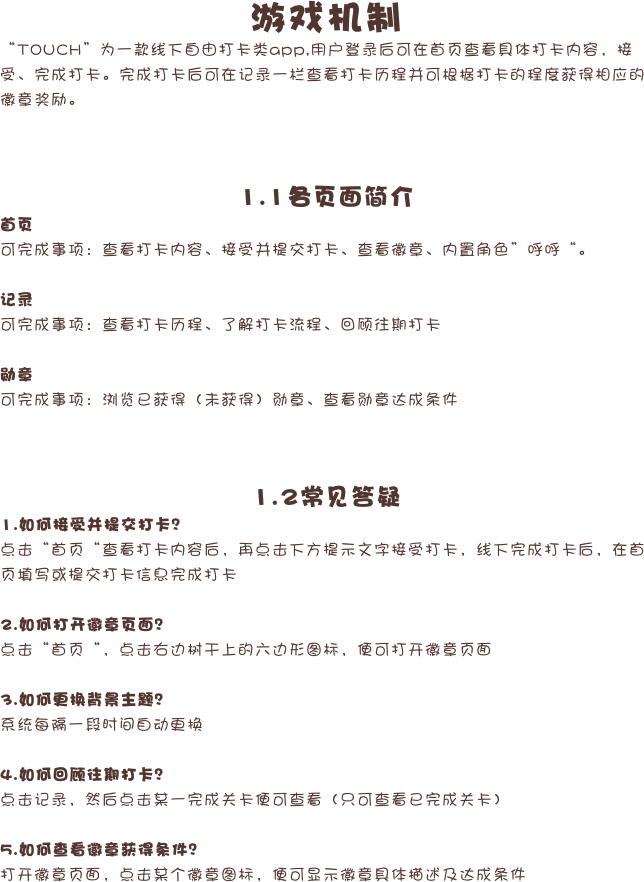 游戏机制
“TOUCH”为一款线下自由打卡类app,用户登录后可在首页查看具体打卡内容，接
受、完成打卡。完成打卡后可在记录一栏查看打卡历程并可根据打卡的程度获得相应的
徽章奖励。
1.1各页面简介
首页
可完成事项：查看打卡内容、接受并提交打卡、查看徽章、内置角色”呼呼“。
记录
可完成事项：查看打卡历程、了解打卡流程、回顾往期打卡
勋章
可完成事项：浏览已获得（未获得）勋章、查看勋章达成条件
1.2常见答疑
1.如何接受并提交打卡？
点击“首页“查看打卡内容后，再点击下方提示文字接受打卡，线下完成打卡后，在首
页填写或提交打卡信息完成打卡
2.如何打开徽章页面？
点击“首页“，点击右边树干上的六边形图标，便可打开徽章页面
3.如何更换背景主题？
系统每隔一段时间自动更换
4.如何回顾往期打卡？
点击记录，然后点击某一完成关卡便可查看（只可查看已完成关卡）
5.如何查看徽章获得条件？
打开徽章页面，点击某个徽章图标，便可显示徽章具体描述及达成条件